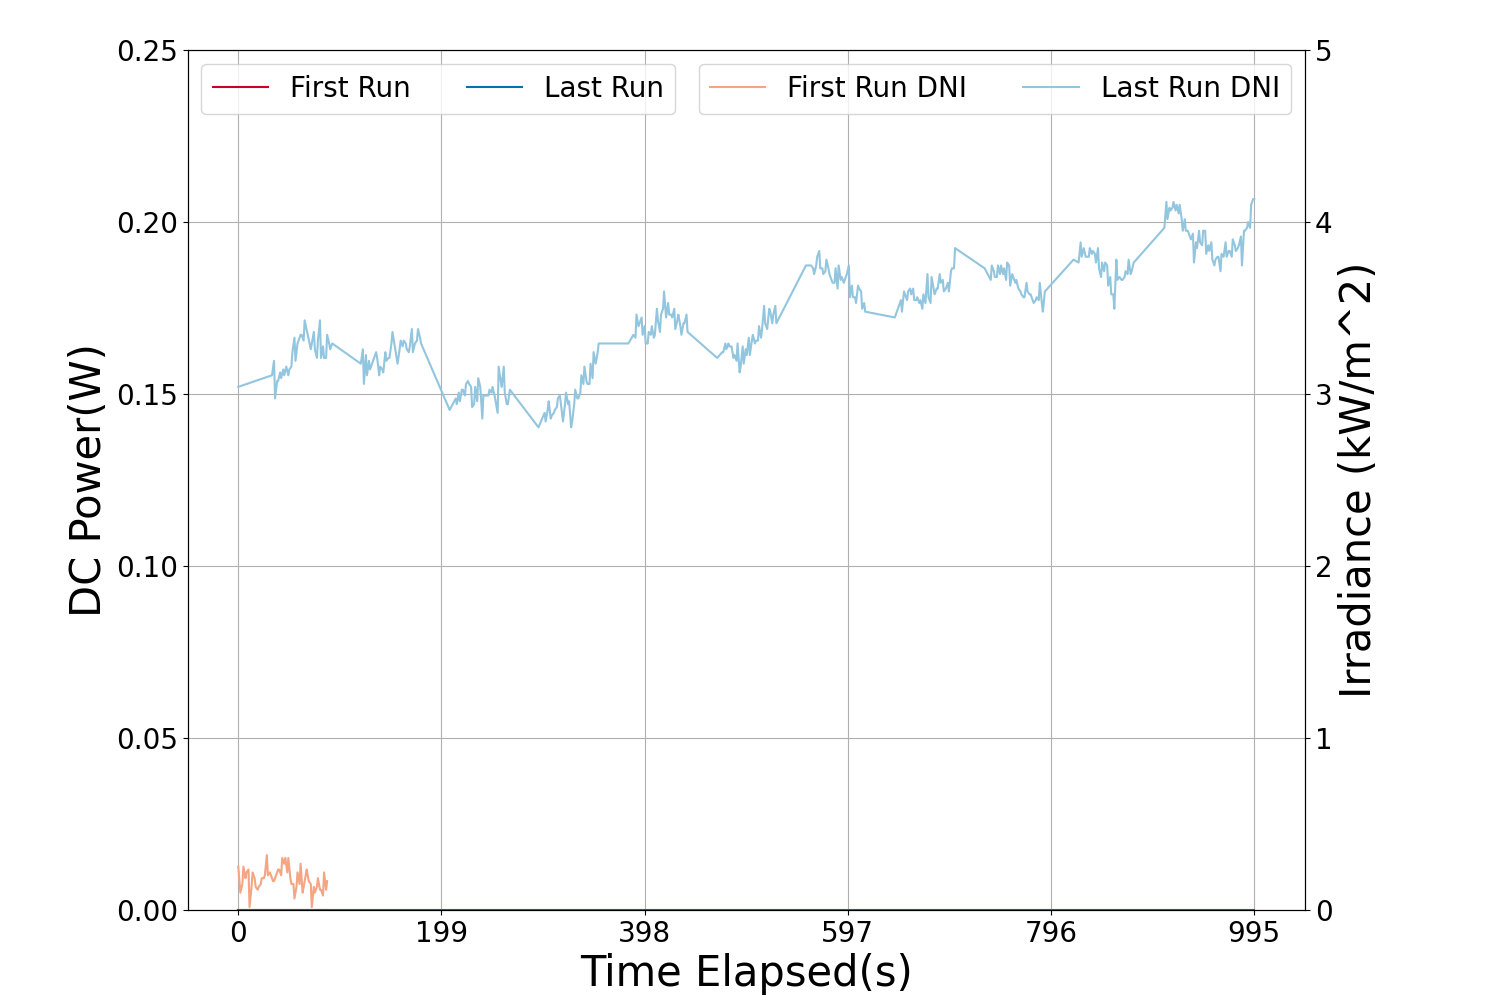 First Run
Last Run
First Run DNI
Last Run DNI
0.25
0.20
0.15
0.10
0.05
0.00
DC Power(W)
5
4
3
2
1
0
Irradiance (kW/m^2)
0 199 398 597 796 995
Time Elapsed(s)